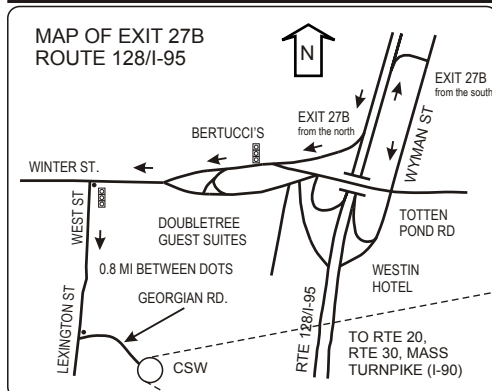 MAP OF EXIT 27B
ROUTE 128/I-95
N
EXIT 27B
from the south
EXIT 27B
from the north
WYMAN ST
BERTUCCI'S
WINTER ST.
WEST ST
DOUBLETREE
GUEST SUITES
TOTTEN
POND RD
0.8 MI BETWEEN DOTS
WESTIN
HOTEL
GEORGIAN RD.
LEXINGTON ST
RTE 128/I-95
CSW
TO RTE 20,
RTE 30, MASS
TURNPIKE (I-90)